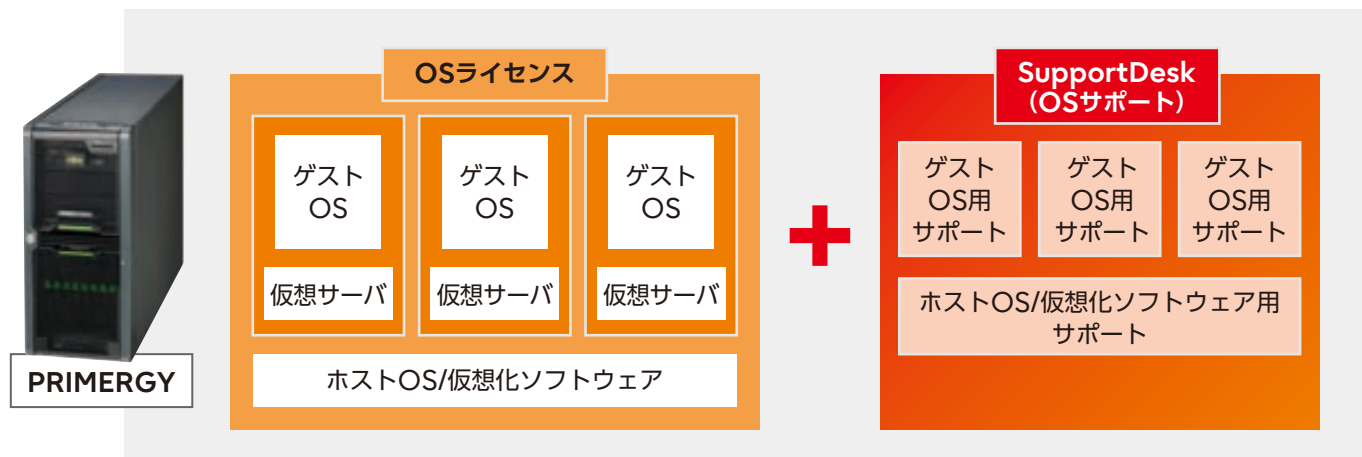 OSライセンス
ゲスト
OS
仮想サーバ
ゲスト
OS
仮想サーバ
ゲスト
OS
仮想サーバ
ホストOS/仮想化ソフトウェア
PRIMERGY
SupportDesk
（OSサポート）
ゲスト
OS用
サポート
ゲスト
OS用
サポート
ゲスト
OS用
サポート
ホストOS/仮想化ソフトウェア用
サポート